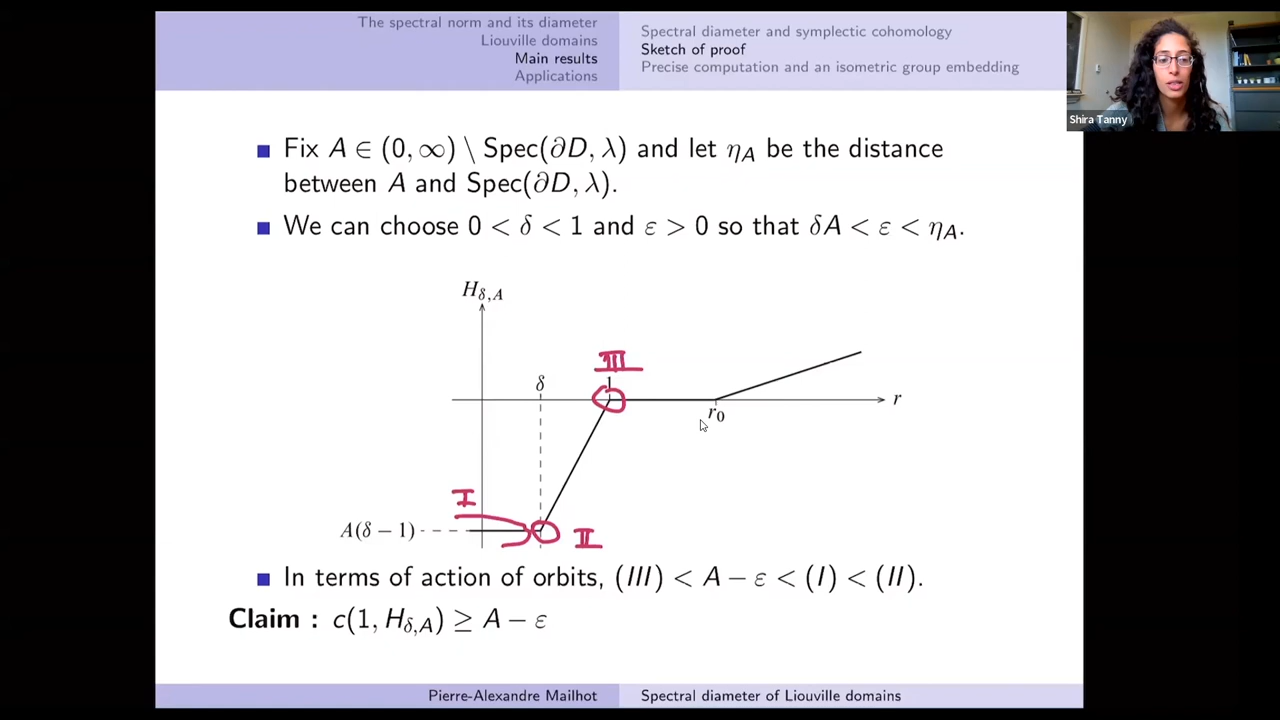 The spectral norm and its diameter
Liouville domains
Main results
Applications
Spectral diameter and symplectic cohomology
Sketch of proof
Precise computation and an isometric group embedding
Shira Tanny
Fix A ∈ (0, ∞) \ Spec(∂D, λ) and let η_A be the distance
between A and Spec(∂D, λ).
We can choose 0 < δ < 1 and ε > 0 so that δA < ε < η_A.
H_{δ,A}
III
δ
1
r
r_0
I
A(δ − 1)
II
In terms of action of orbits, (III) < A − ε < (I) < (II).
Claim : c(1, H_{δ,A}) ≥ A − ε
Pierre-Alexandre Mailhot
Spectral diameter of Liouville domains